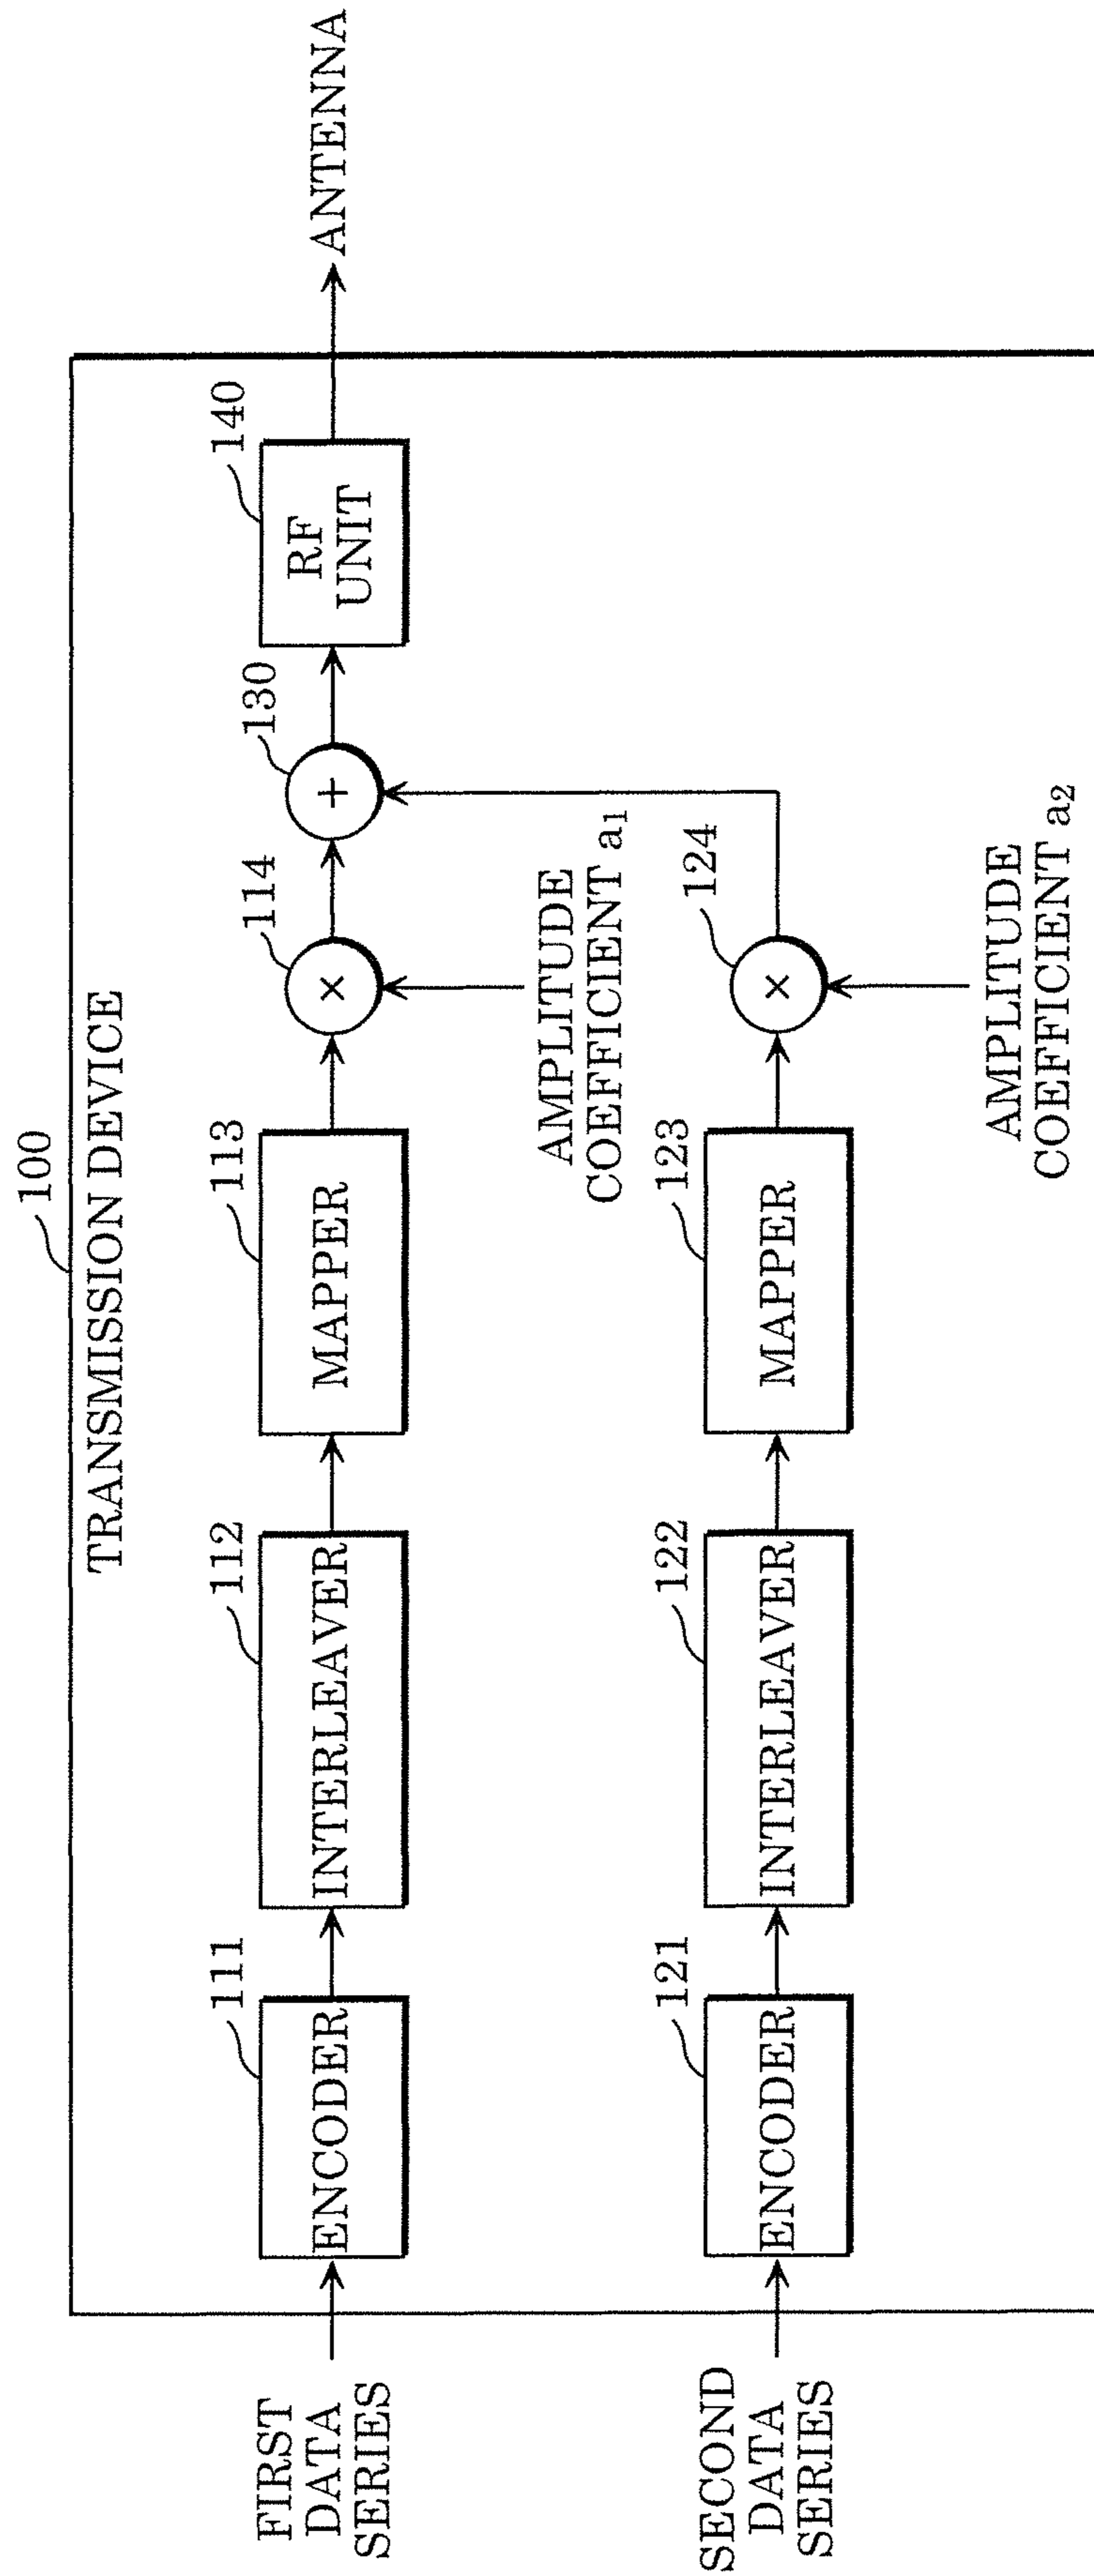 100
TRANSMISSION DEVICE
FIRST
DATA
SERIES
111
ENCODER
112
INTERLEAVER
113
MAPPER
114
×
AMPLITUDE
COEFFICIENT a1
130
+
140
RF
UNIT
ANTENNA
SECOND
DATA
SERIES
121
ENCODER
122
INTERLEAVER
123
MAPPER
124
×
AMPLITUDE
COEFFICIENT a2